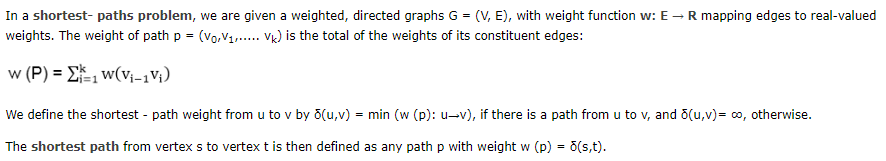 In a shortest- paths problem, we are given a weighted, directed graphs G = (V, E), with weight function w: E → R mapping edges to real-valued
weights. The weight of path p = (v₀,v₁,..... vₖ) is the total of the weights of its constituent edges:
w (P) = Σᵏᵢ₌₁ w(vᵢ₋₁vᵢ)
We define the shortest - path weight from u to v by δ(u,v) = min (w (p): u→v), if there is a path from u to v, and δ(u,v)= ∞, otherwise.
The shortest path from vertex s to vertex t is then defined as any path p with weight w (p) = δ(s,t).